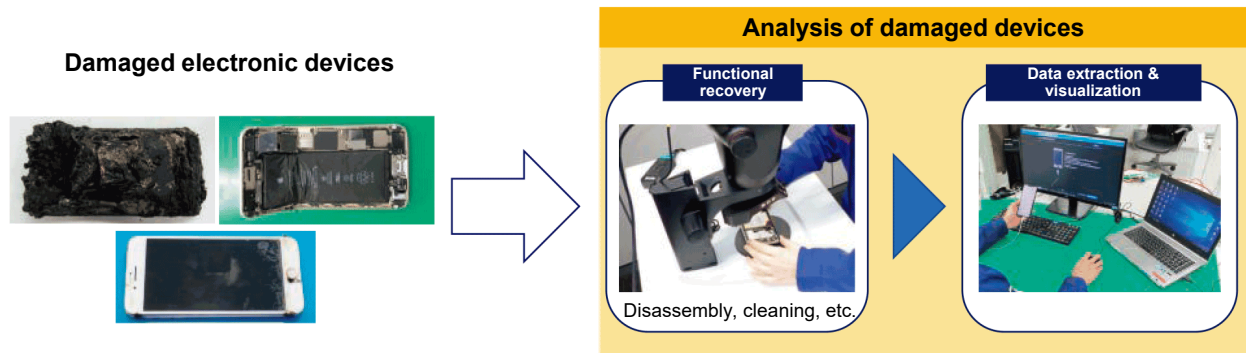 Damaged electronic devices
Analysis of damaged devices
Functional
recovery
Disassembly, cleaning, etc.
Data extraction &
visualization